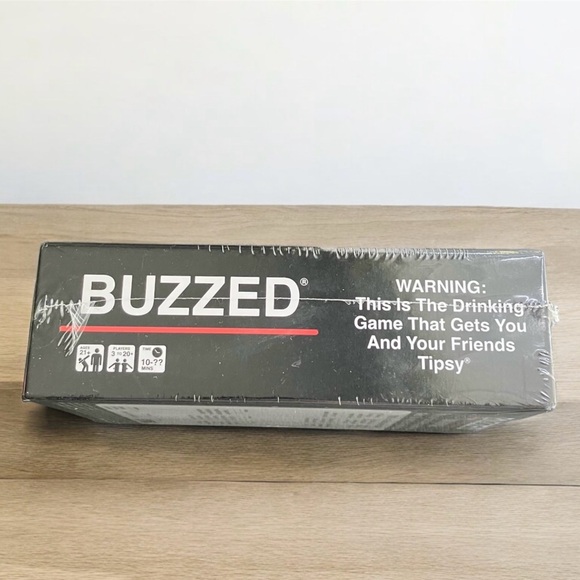 BUZZED®
AGES
21+
PLAYERS
3 TO 20+
TIME
10-??
MINS
WARNING:
This Is The Drinking
Game That Gets You
And Your Friends
Tipsy®